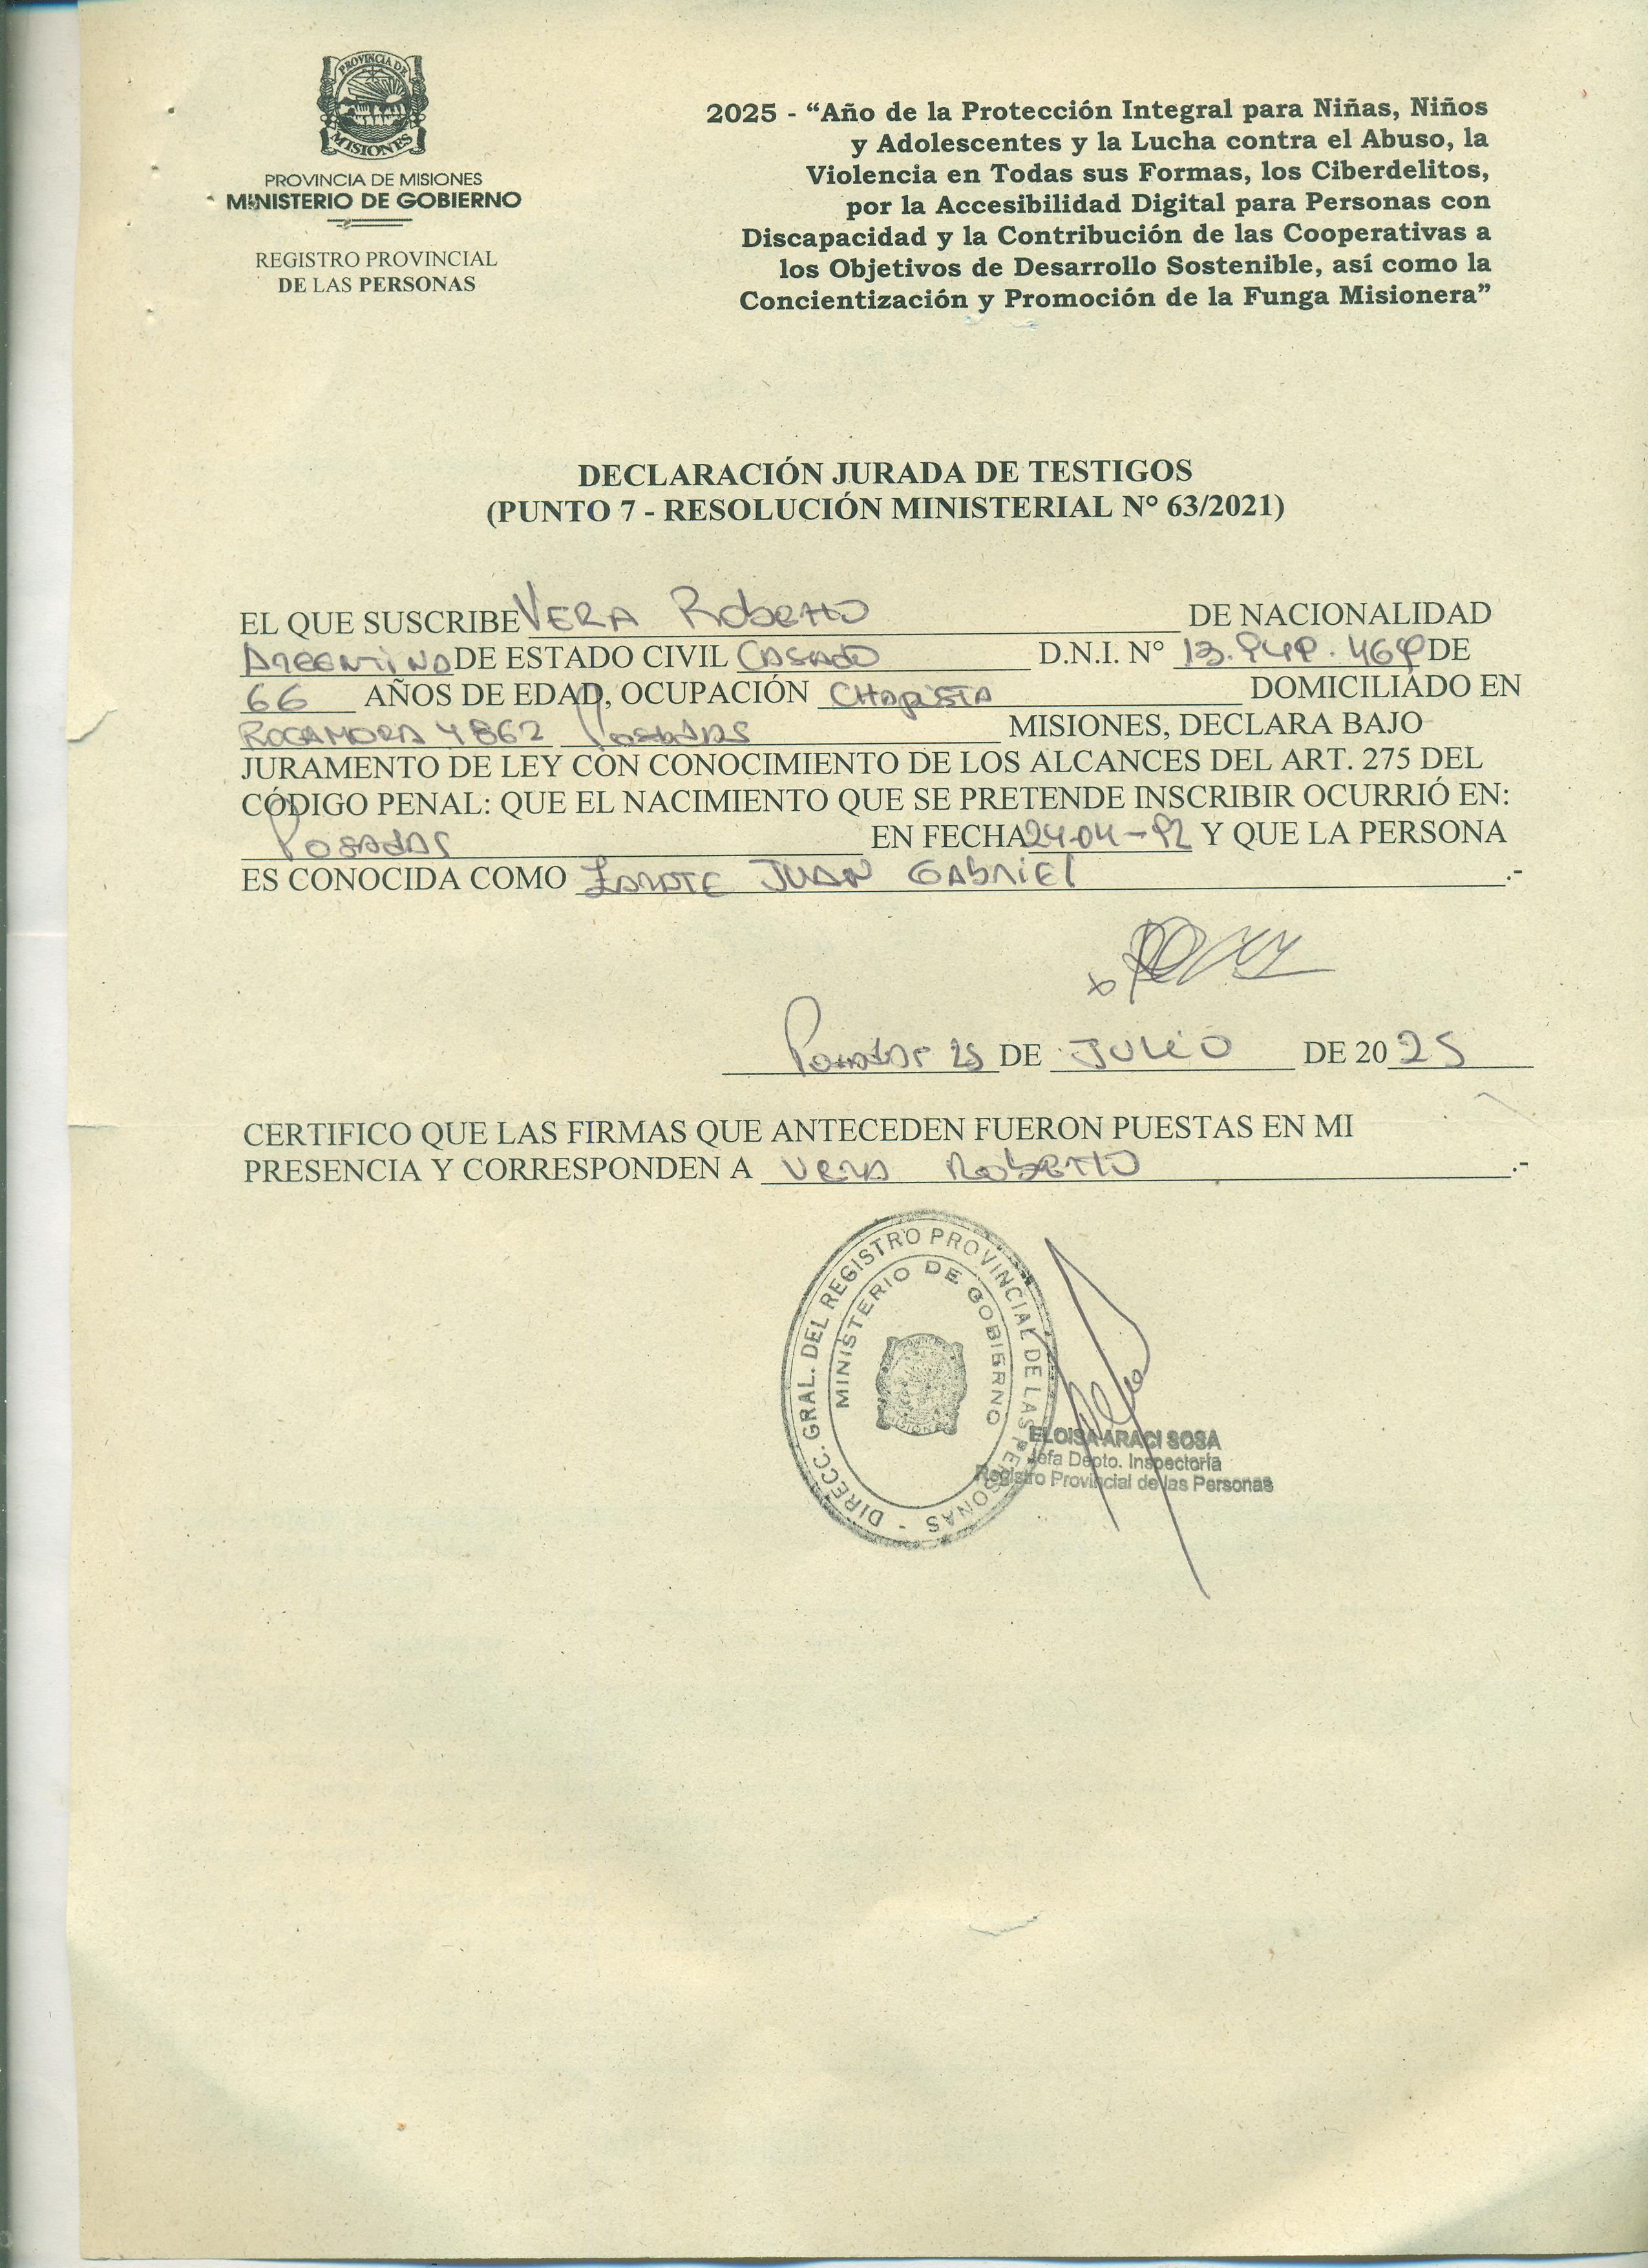 PROVINCIA DE
MISIONES
PROVINCIA DE MISIONES
MINISTERIO DE GOBIERNO
REGISTRO PROVINCIAL
DE LAS PERSONAS
2025 - “Año de la Protección Integral para Niñas, Niños
y Adolescentes y la Lucha contra el Abuso, la
Violencia en Todas sus Formas, los Ciberdelitos,
por la Accesibilidad Digital para Personas con
Discapacidad y la Contribución de las Cooperativas a
los Objetivos de Desarrollo Sostenible, así como la
Concientización y Promoción de la Funga Misionera”
DECLARACIÓN JURADA DE TESTIGOS
(PUNTO 7 - RESOLUCIÓN MINISTERIAL N° 63/2021)
EL QUE SUSCRIBE VERA Roberto DE NACIONALIDAD
Argentino DE ESTADO CIVIL Casado D.N.I. N° DE
66 AÑOS DE EDAD, OCUPACIÓN Chapista DOMICILIADO EN
ROCAMORA 4862 Posadas MISIONES, DECLARA BAJO
JURAMENTO DE LEY CON CONOCIMIENTO DE LOS ALCANCES DEL ART. 275 DEL
CÓDIGO PENAL: QUE EL NACIMIENTO QUE SE PRETENDE INSCRIBIR OCURRIÓ EN:
Posadas EN FECHA 24-04-92 Y QUE LA PERSONA
ES CONOCIDA COMO Zarate JUAN GAbriel .-
Posadas 25 DE JULIO DE 2025
CERTIFICO QUE LAS FIRMAS QUE ANTECEDEN FUERON PUESTAS EN MI
PRESENCIA Y CORRESPONDEN A Vera Roberto .-
DIRECC. GRAL. DEL REGISTRO PROVINCIAL DE LAS PERSONAS -
MINISTERIO DE GOBIERNO
ELOISA ARACI SOSA
Jefa Depto. Inspectoría
Registro Provincial de las Personas